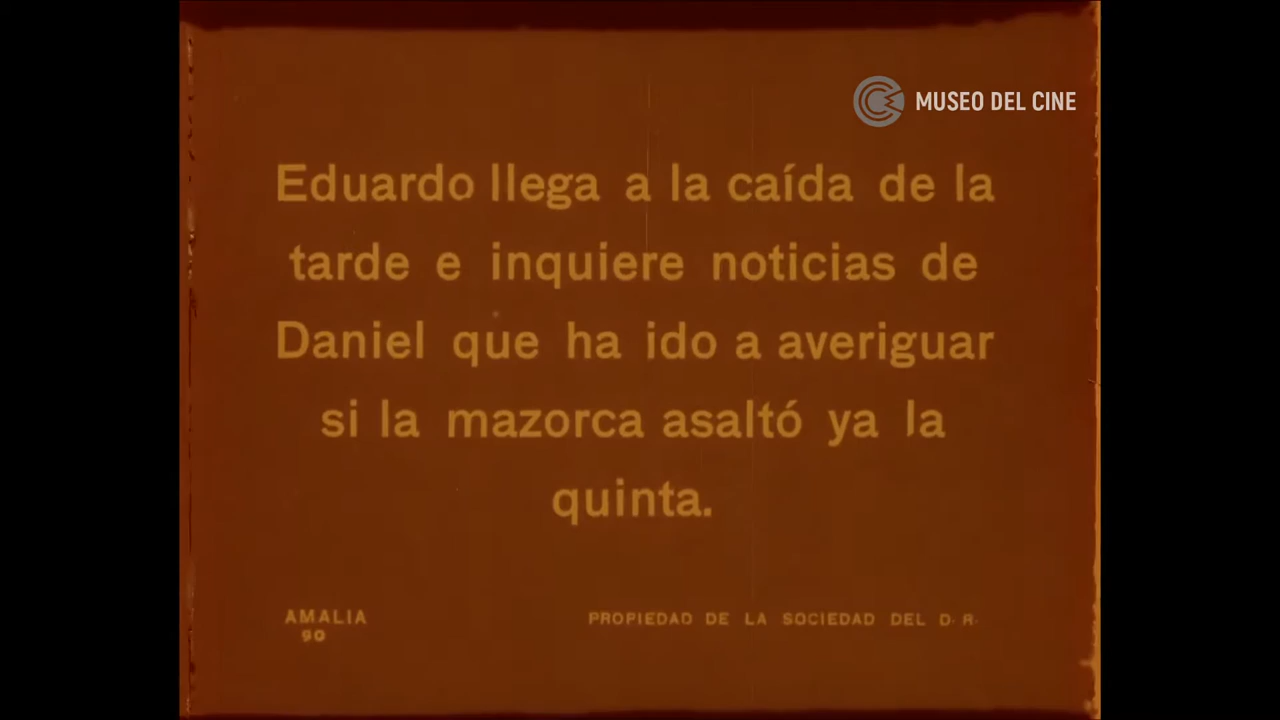 MUSEO DEL CINE
Eduardo llega a la caída de la
tarde e inquiere noticias de
Daniel que ha ido a averiguar
si la mazorca asaltó ya la
quinta.
AMALIA
90
PROPIEDAD DE LA SOCIEDAD DEL D. R.